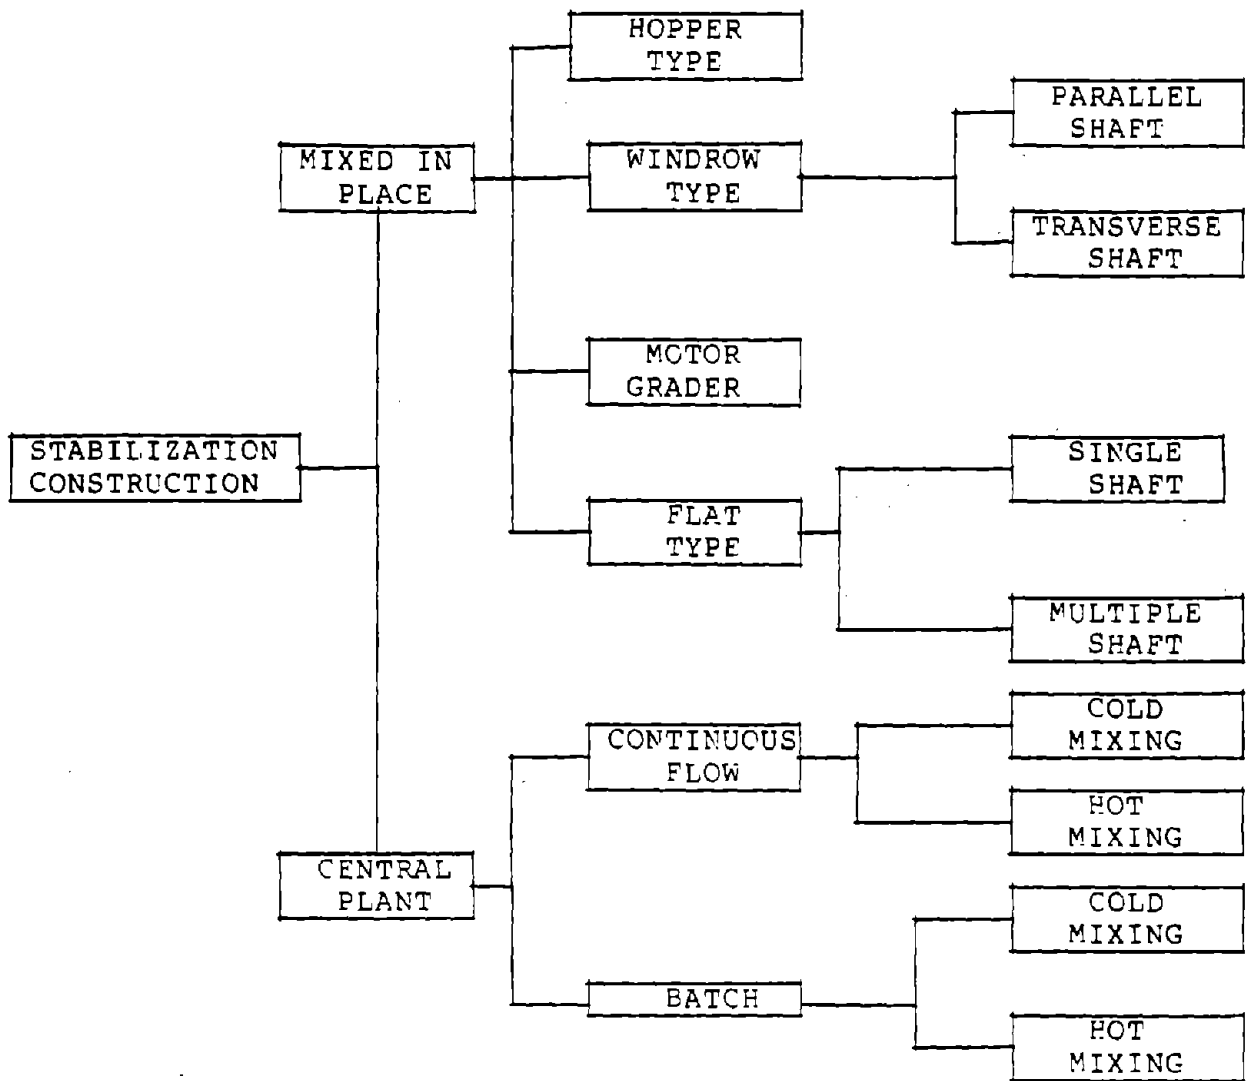 HOPPER
TYPE
PARALLEL
SHAFT
MIXED IN
PLACE
WINDROW
TYPE
TRANSVERSE
SHAFT
MOTOR
GRADER
STABILIZATION
CONSTRUCTION
SINGLE
SHAFT
FLAT
TYPE
MULTIPLE
SHAFT
CONTINUOUS
FLOW
COLD
MIXING
HOT
MIXING
CENTRAL
PLANT
COLD
MIXING
BATCH
HOT
MIXING